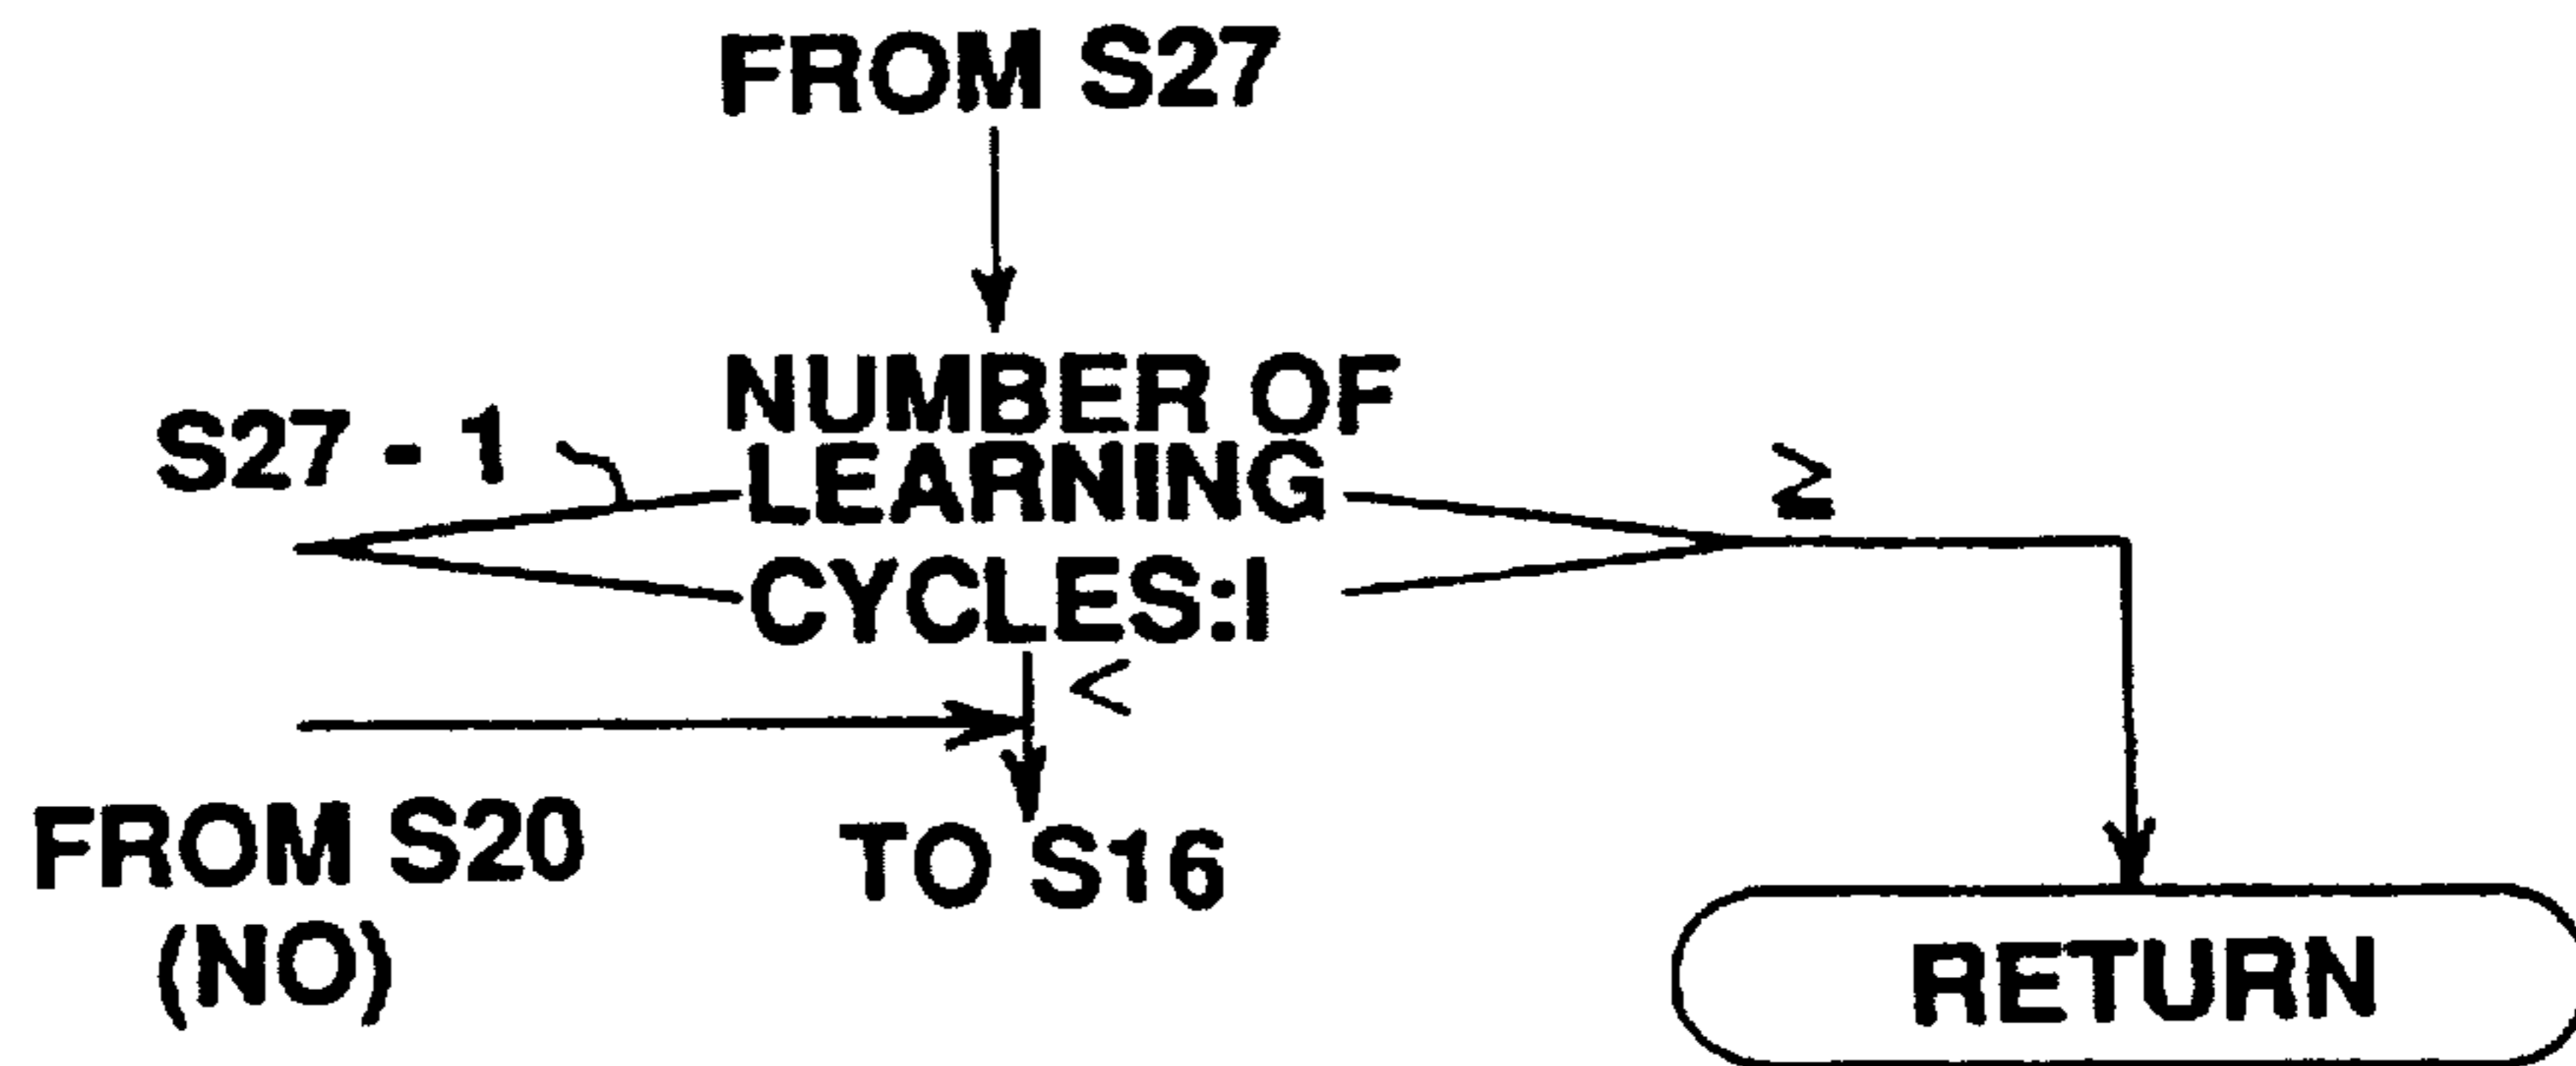 FROM S27
NUMBER OF
S27 - 1
LEARNING
≥
CYCLES:I
<
FROM S20
(NO)
TO S16
RETURN